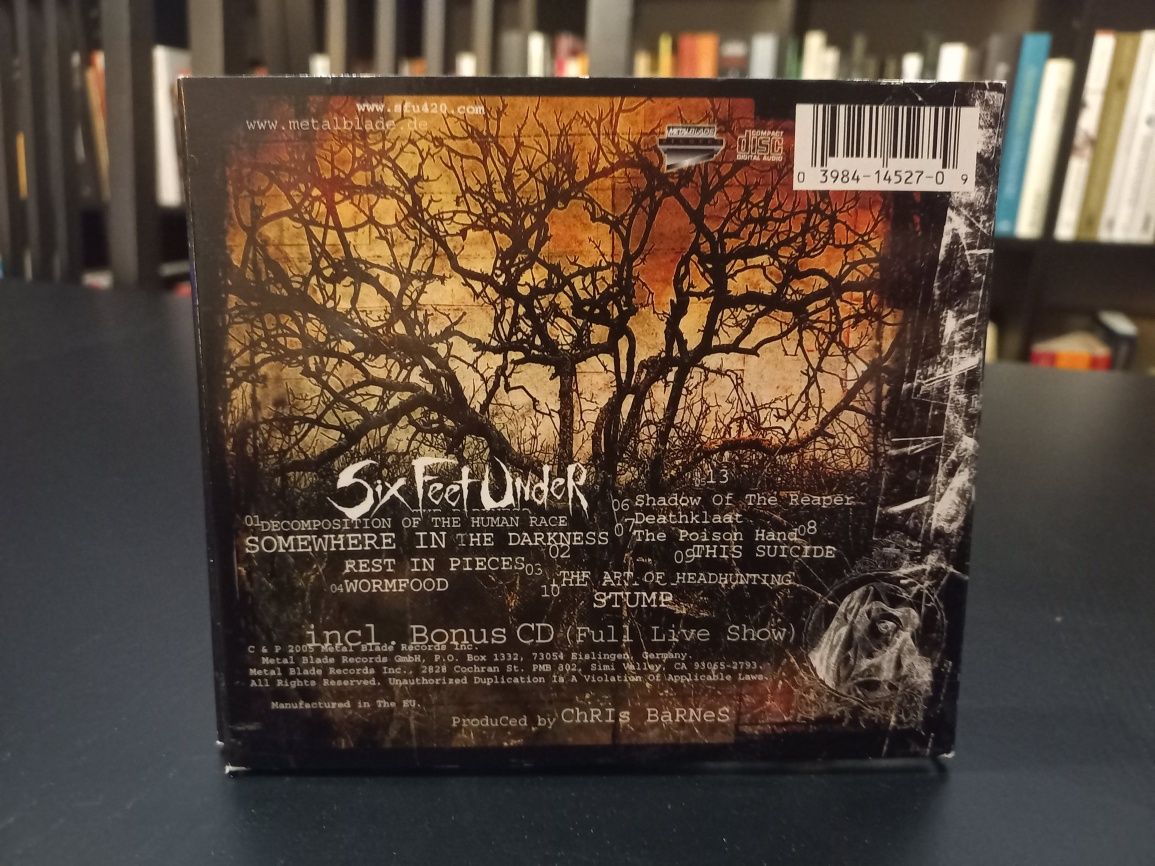 www.sfu420.com
www.metalblade.de
METAL BLADE
COMPACT
disc
DIGITAL AUDIO
0 3984-14527-0 9
Six Feet Under
01 DECOMPOSITION OF THE HUMAN RACE
SOMEWHERE IN THE DARKNESS
02
REST IN PIECES 03
04 WORMFOOD
13
06 Shadow Of The Reaper
07 Deathklaat
The Poison Hand 08
09 THIS SUICIDE
10 THE ART OF HEADHUNTING
STUMP
incl. Bonus CD (Full Live Show)
C & P 2005 Metal Blade Records Inc.
Metal Blade Records GmbH, P.O. Box 1332, 73054 Eislingen, Germany.
Metal Blade Records Inc., 2828 Cochran St. PMB 302, Simi Valley, CA 93065-2793.
All Rights Reserved. Unauthorized Duplication Is A Violation Of Applicable Laws.
Manufactured in The EU.
ProduCed by ChRIs BaRNeS